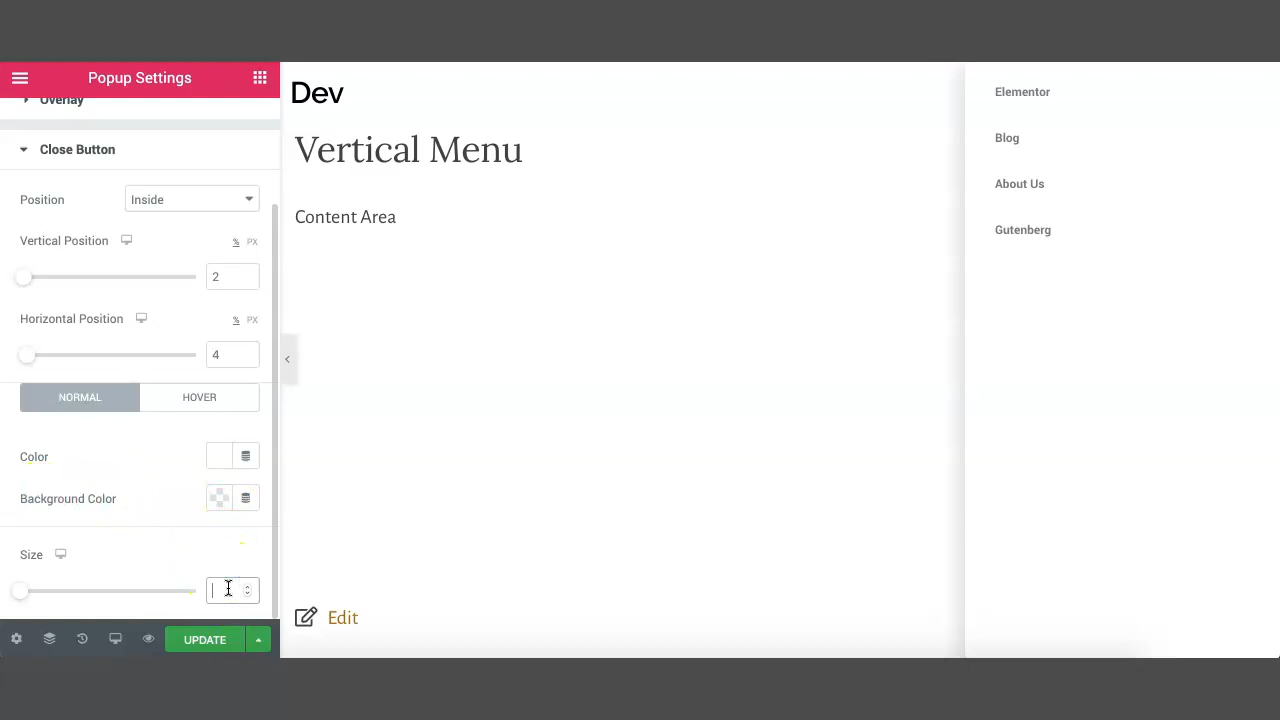 Popup Settings
Overlay
Close Button
Position
Inside
Vertical Position
% PX
2
Horizontal Position
% PX
4
NORMAL
HOVER
Color
Background Color
Size
UPDATE
Dev
Vertical Menu
Content Area
Edit
Elementor
Blog
About Us
Gutenberg